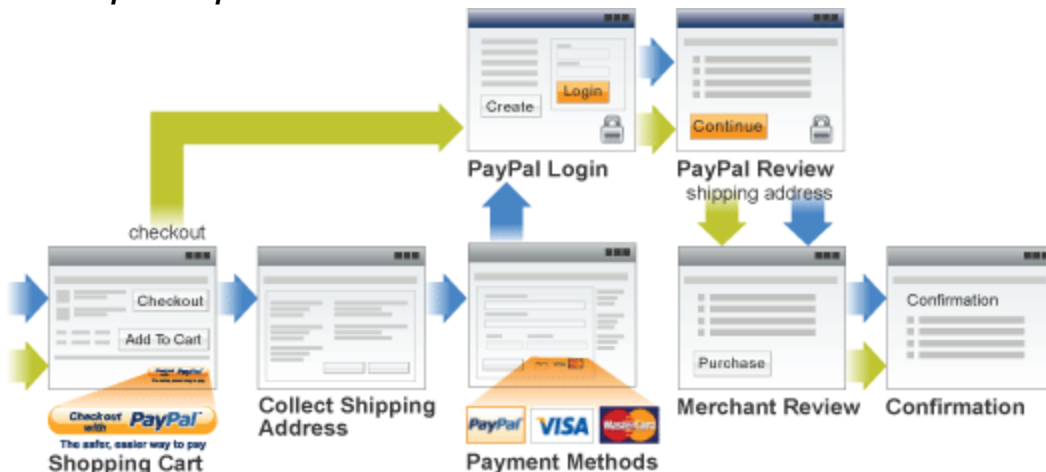 Create
Login
PayPal Login
Continue
PayPal Review
shipping address
checkout
Checkout
Add To Cart
Checkout with PayPal
The safer, easier way to pay
Shopping Cart
Collect Shipping
Address
PayPal VISA MasterCard
Payment Methods
Purchase
Merchant Review
Confirmation
Confirmation